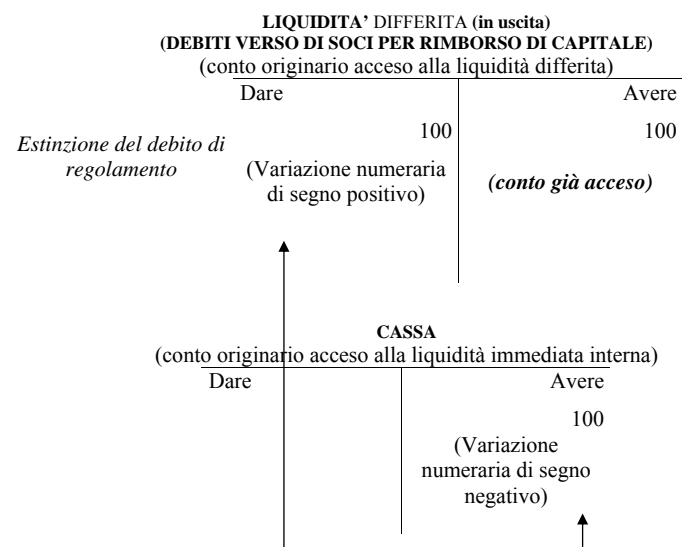 LIQUIDITA’ DIFFERITA (in uscita)
(DEBITI VERSO DI SOCI PER RIMBORSO DI CAPITALE)
(conto originario acceso alla liquidità differita)
Dare Avere
100 100
Estinzione del debito di
regolamento
(Variazione numeraria
di segno positivo)
(conto già acceso)
CASSA
(conto originario acceso alla liquidità immediata interna)
Dare Avere
100
(Variazione
numeraria di segno
negativo)